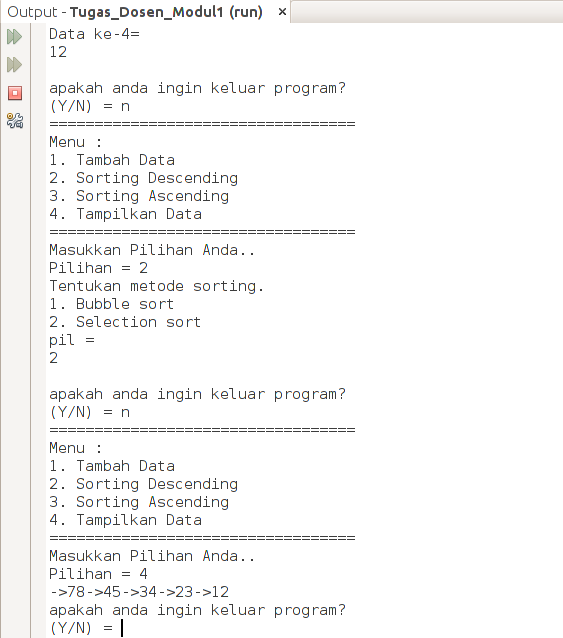 Output - Tugas_Dosen_Modul1 (run) ×
Data ke-4=
12
apakah anda ingin keluar program?
(Y/N) = n
==================================
Menu :
1. Tambah Data
2. Sorting Descending
3. Sorting Ascending
4. Tampilkan Data
==================================
Masukkan Pilihan Anda..
Pilihan = 2
Tentukan metode sorting.
1. Bubble sort
2. Selection sort
pil =
2
apakah anda ingin keluar program?
(Y/N) = n
==================================
Menu :
1. Tambah Data
2. Sorting Descending
3. Sorting Ascending
4. Tampilkan Data
==================================
Masukkan Pilihan Anda..
Pilihan = 4
->78->45->34->23->12
apakah anda ingin keluar program?
(Y/N) =